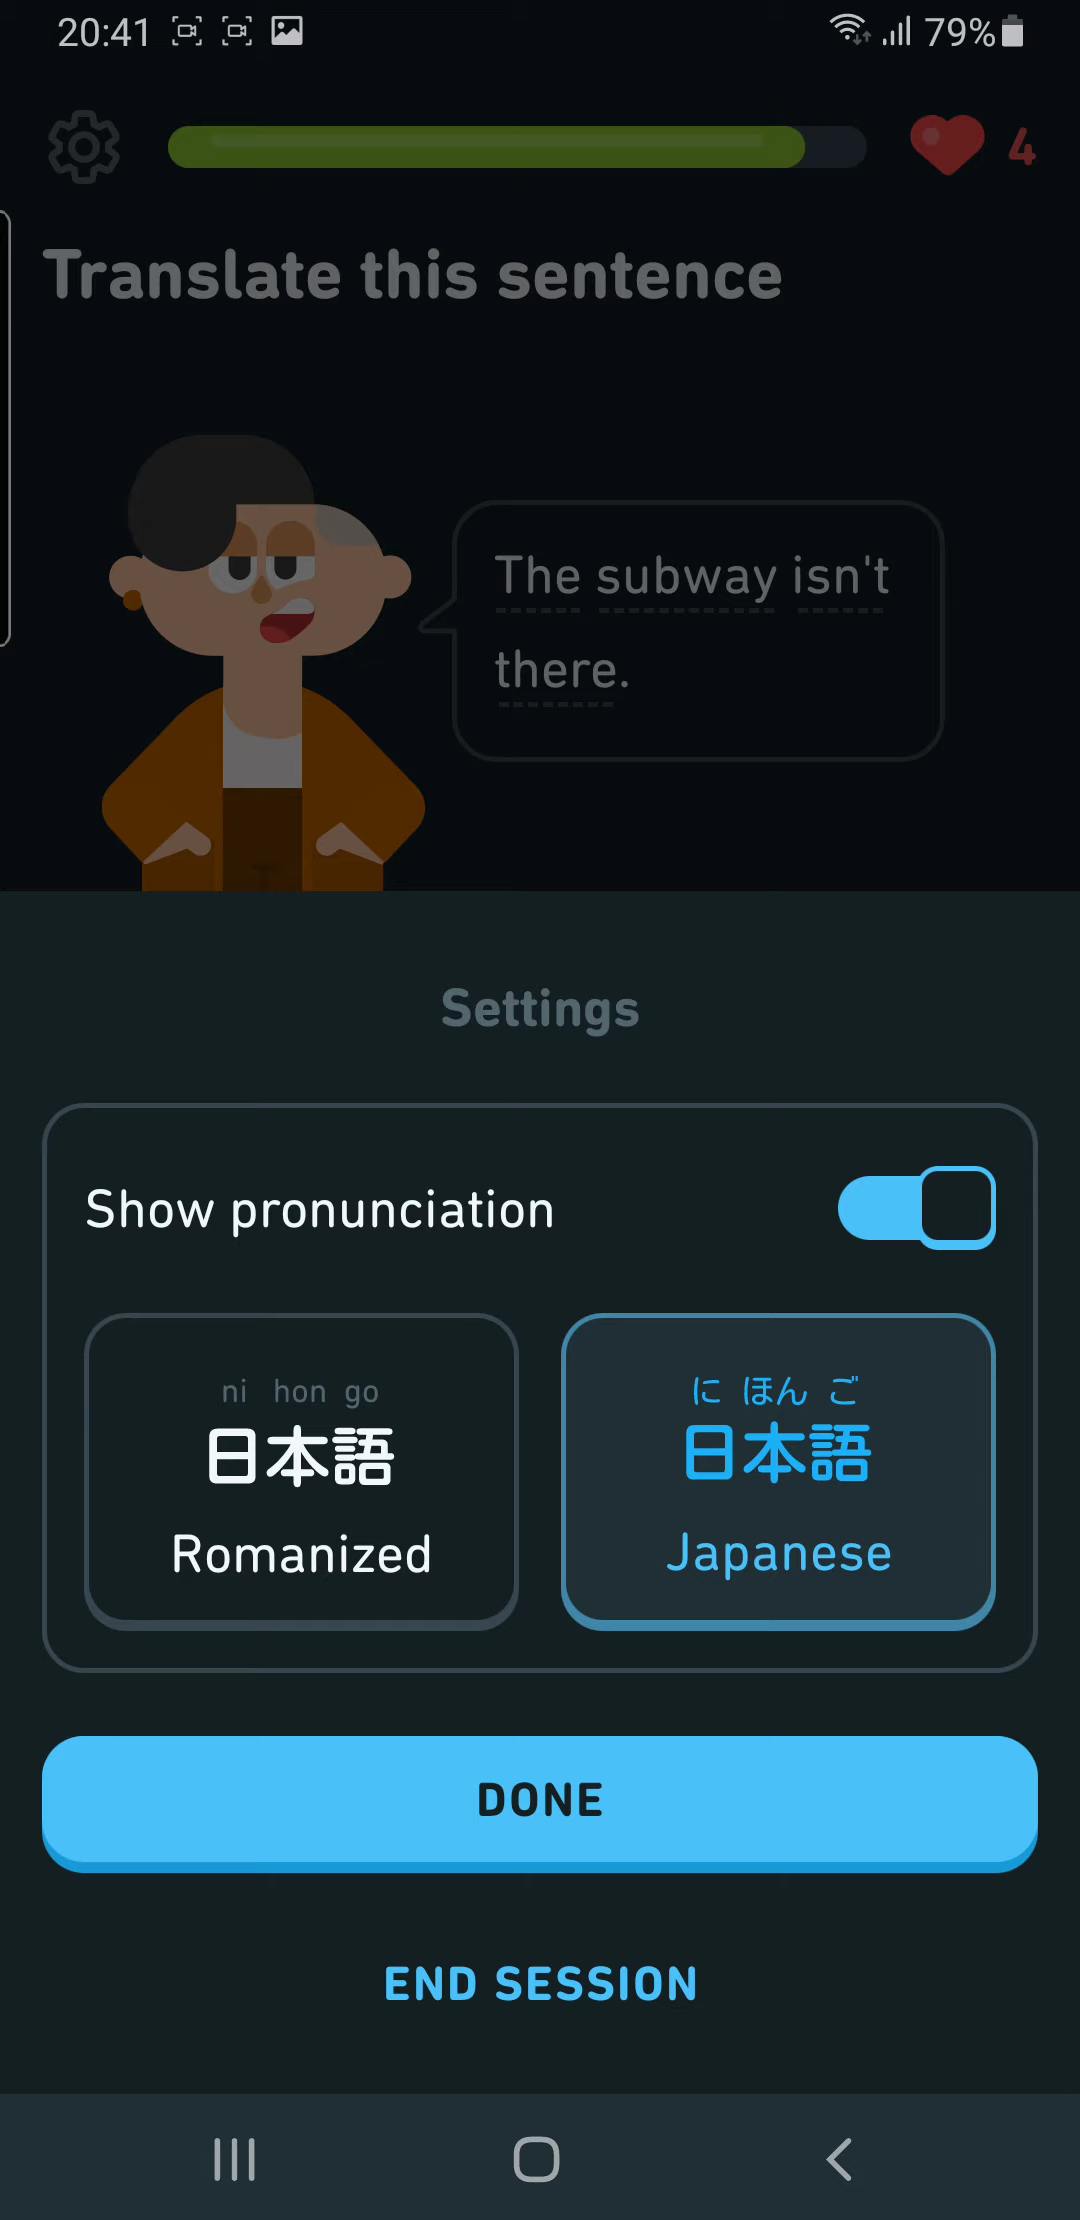 20:41 79%
4
Translate this sentence
The subway isn't
there.
Settings
Show pronunciation
ni hon go
日本語
Romanized
に ほん ご
日本語
Japanese
DONE
END SESSION